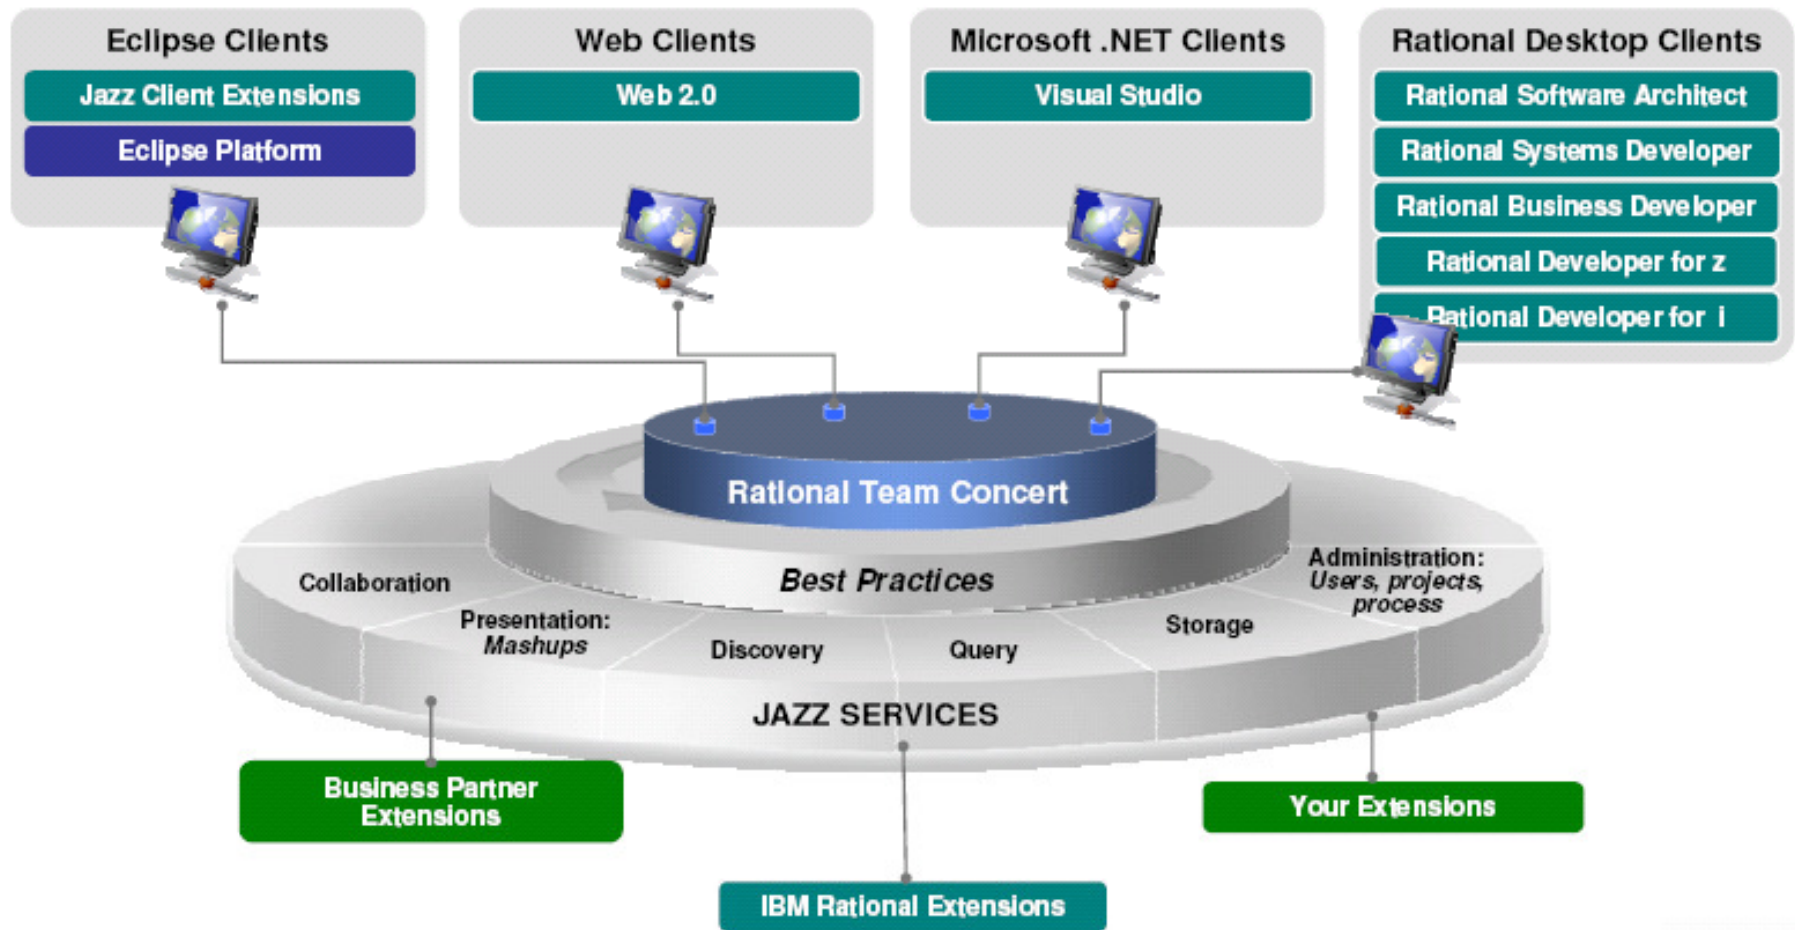 Eclipse Clients
Jazz Client Extensions
Eclipse Platform
Web Clients
Web 2.0
Microsoft .NET Clients
Visual Studio
Rational Desktop Clients
Rational Software Architect
Rational Systems Developer
Rational Business Developer
Rational Developer for z
Rational Developer for i
Rational Team Concert
Best Practices
Collaboration
Presentation:
Mashups
Discovery
Query
Storage
Administration:
Users, projects,
process
JAZZ SERVICES
Business Partner
Extensions
IBM Rational Extensions
Your Extensions